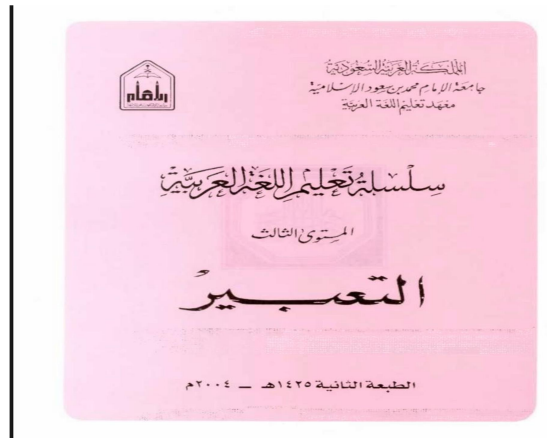 المملكة العربية السعودية
جامعة الإمام محمد بن سعود الإسلامية
معهد تعليم اللغة العربية
سلسلة تعليم اللغة العربية
المستوى الثالث
التعبير
الطبعة الثانية ١٤٢٥هـ – ٢٠٠٤م